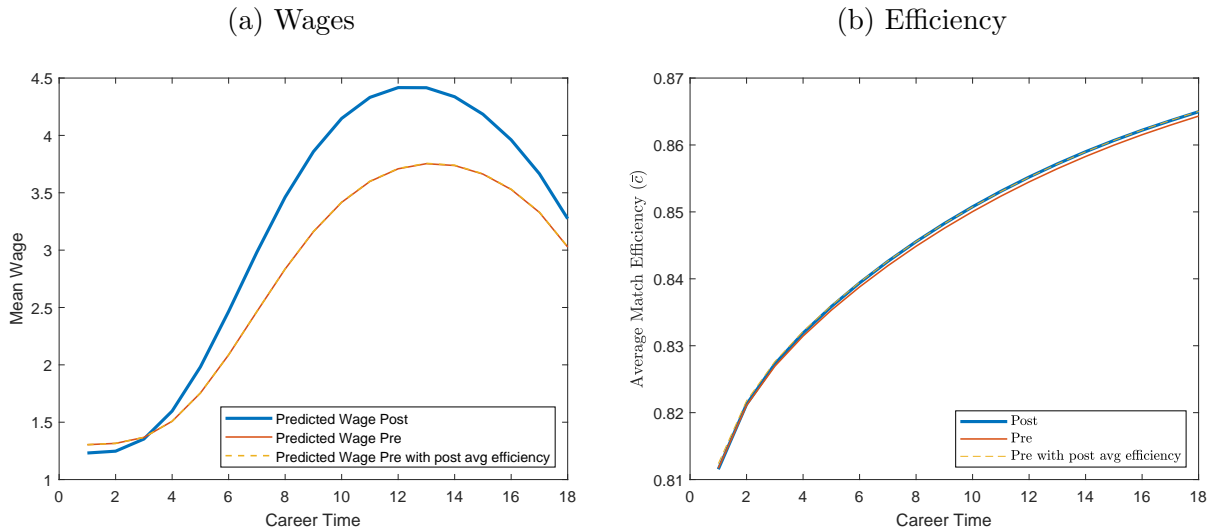 (a) Wages
Mean Wage
4.5
4
3.5
3
2.5
2
1.5
1
0 2 4 6 8 10 12 14 16 18
Career Time
Predicted Wage Post
Predicted Wage Pre
Predicted Wage Pre with post avg efficiency
(b) Efficiency
Average Match Efficiency (c̄)
0.87
0.86
0.85
0.84
0.83
0.82
0.81
0 2 4 6 8 10 12 14 16 18
Career Time
Post
Pre
Pre with post avg efficiency